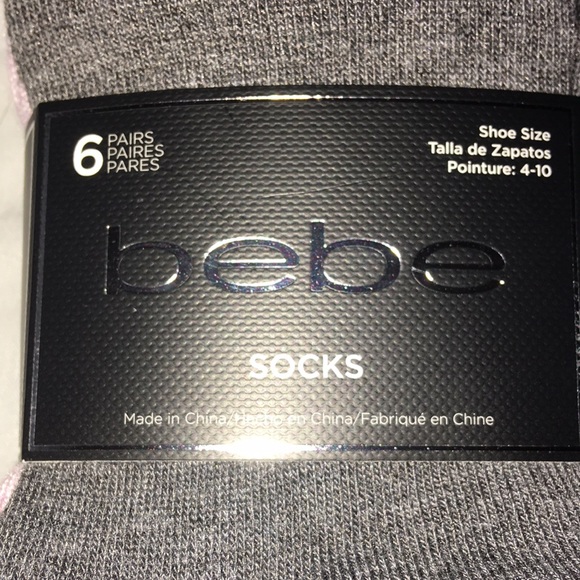 6 PAIRS
PAIRES
PARES
Shoe Size
Talla de Zapatos
Pointure: 4-10
bebe
SOCKS
Made in China/Hecho en China/Fabriqué en Chine